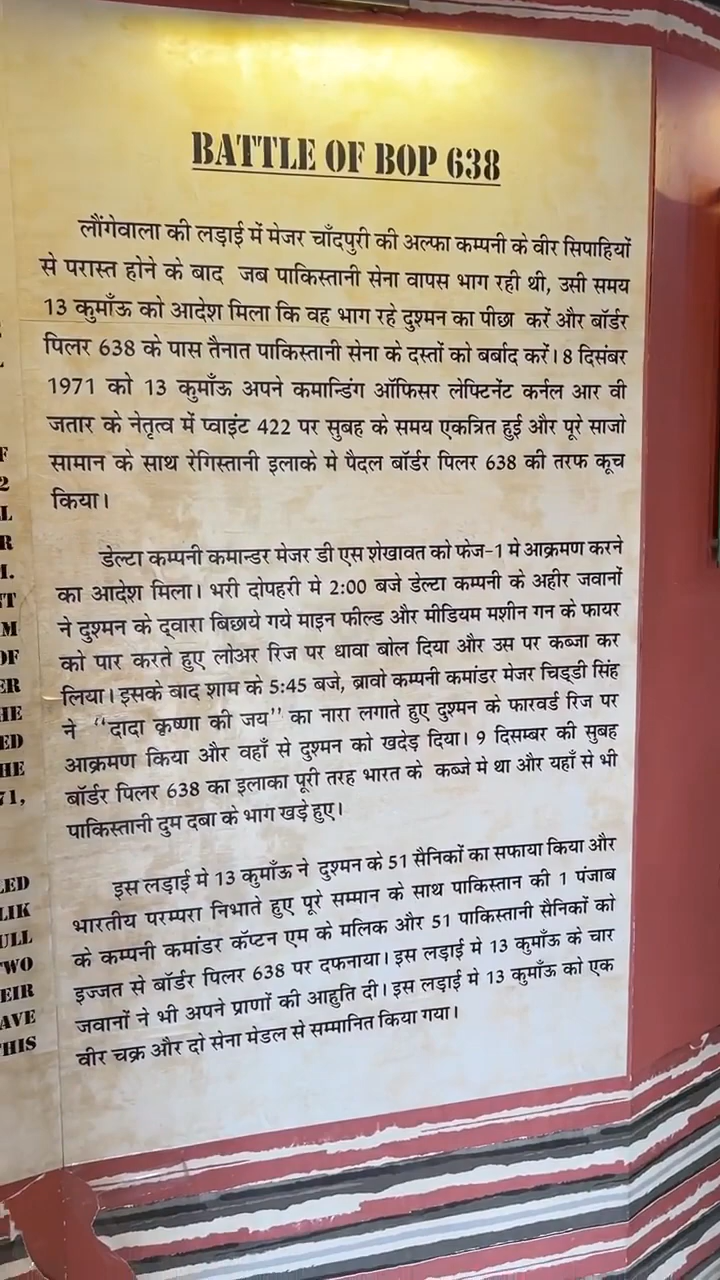 BATTLE OF BOP 638
लौंगेवाला की लड़ाई में मेजर चाँदपुरी की अल्फा कम्पनी के वीर सिपाहियों
से परास्त होने के बाद जब पाकिस्तानी सेना वापस भाग रही थी, उसी समय
13 कुमाँऊ को आदेश मिला कि वह भाग रहे दुश्मन का पीछा करें और बॉर्डर
पिलर 638 के पास तैनात पाकिस्तानी सेना के दस्तों को बर्बाद करें। 8 दिसंबर
1971 को 13 कुमाँऊ अपने कमान्डिंग ऑफिसर लेफ्टिनेंट कर्नल आर वी
जतार के नेतृत्व में प्वाइंट 422 पर सुबह के समय एकत्रित हुई और पूरे साजो
सामान के साथ रेगिस्तानी इलाके मे पैदल बॉर्डर पिलर 638 की तरफ कूच
किया।
डेल्टा कम्पनी कमान्डर मेजर डी एस शेखावत को फेज-1 मे आक्रमण करने
का आदेश मिला। भरी दोपहरी मे 2:00 बजे डेल्टा कम्पनी के अहीर जवानों
ने दुश्मन के द्वारा बिछाये गये माइन फील्ड और मीडियम मशीन गन के फायर
को पार करते हुए लोअर रिज पर धावा बोल दिया और उस पर कब्जा कर
लिया। इसके बाद शाम के 5:45 बजे, ब्रावो कम्पनी कमांडर मेजर चिड्डी सिंह
ने “दादा कृष्णा की जय” का नारा लगाते हुए दुश्मन के फारवर्ड रिज पर
आक्रमण किया और वहाँ से दुश्मन को खदेड़ दिया। 9 दिसम्बर की सुबह
बॉर्डर पिलर 638 का इलाका पूरी तरह भारत के कब्जे मे था और यहाँ से भी
पाकिस्तानी दुम दबा के भाग खड़े हुए।
इस लड़ाई मे 13 कुमाँऊ ने दुश्मन के 51 सैनिकों का सफाया किया और
भारतीय परम्परा निभाते हुए पूरे सम्मान के साथ पाकिस्तान की 1 पंजाब
के कम्पनी कमांडर कॅप्टन एम के मलिक और 51 पाकिस्तानी सैनिकों को
इज्जत से बॉर्डर पिलर 638 पर दफनाया। इस लड़ाई मे 13 कुमाँऊ के चार
जवानों ने भी अपने प्राणों की आहुति दी। इस लड़ाई मे 13 कुमाँऊ को एक
वीर चक्र और दो सेना मेडल से सम्मानित किया गया।